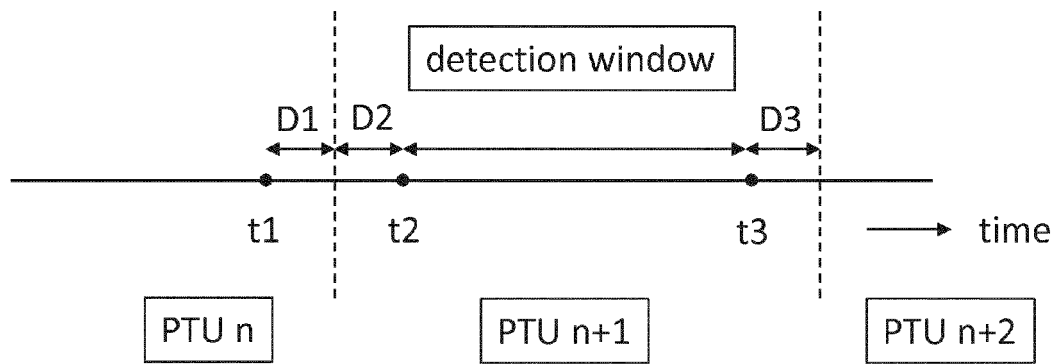 detection window
D1 D2 D3
t1 t2 t3 time
PTU n PTU n+1 PTU n+2